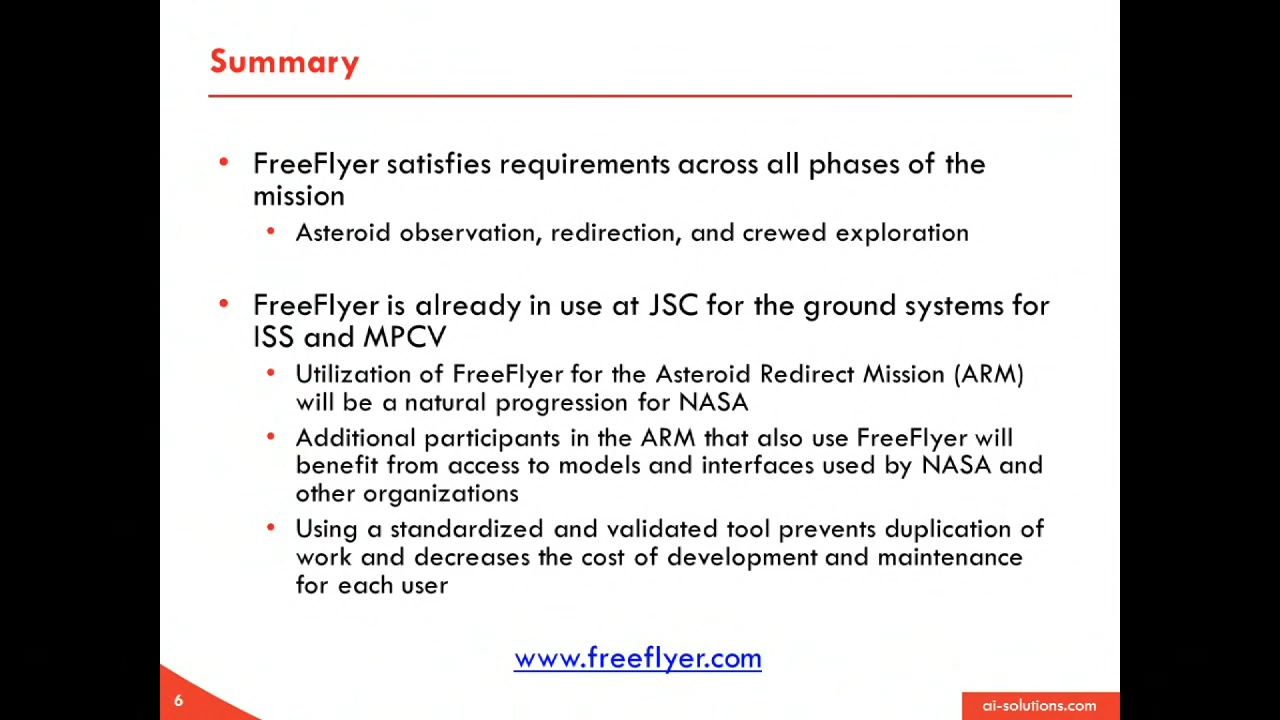 Summary
• FreeFlyer satisfies requirements across all phases of the
mission
• Asteroid observation, redirection, and crewed exploration
• FreeFlyer is already in use at JSC for the ground systems for
ISS and MPCV
• Utilization of FreeFlyer for the Asteroid Redirect Mission (ARM)
will be a natural progression for NASA
• Additional participants in the ARM that also use FreeFlyer will
benefit from access to models and interfaces used by NASA and
other organizations
• Using a standardized and validated tool prevents duplication of
work and decreases the cost of development and maintenance
for each user
www.freeflyer.com
6
ai-solutions.com